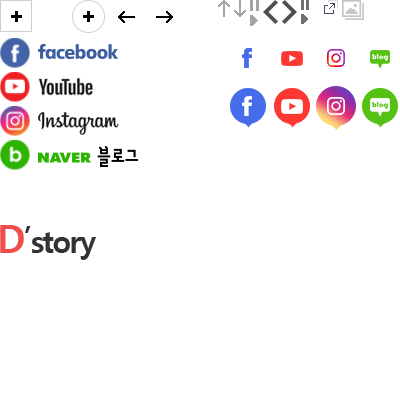 facebook
YouTube
Instagram
b NAVER 블로그
blog
blog
D'story